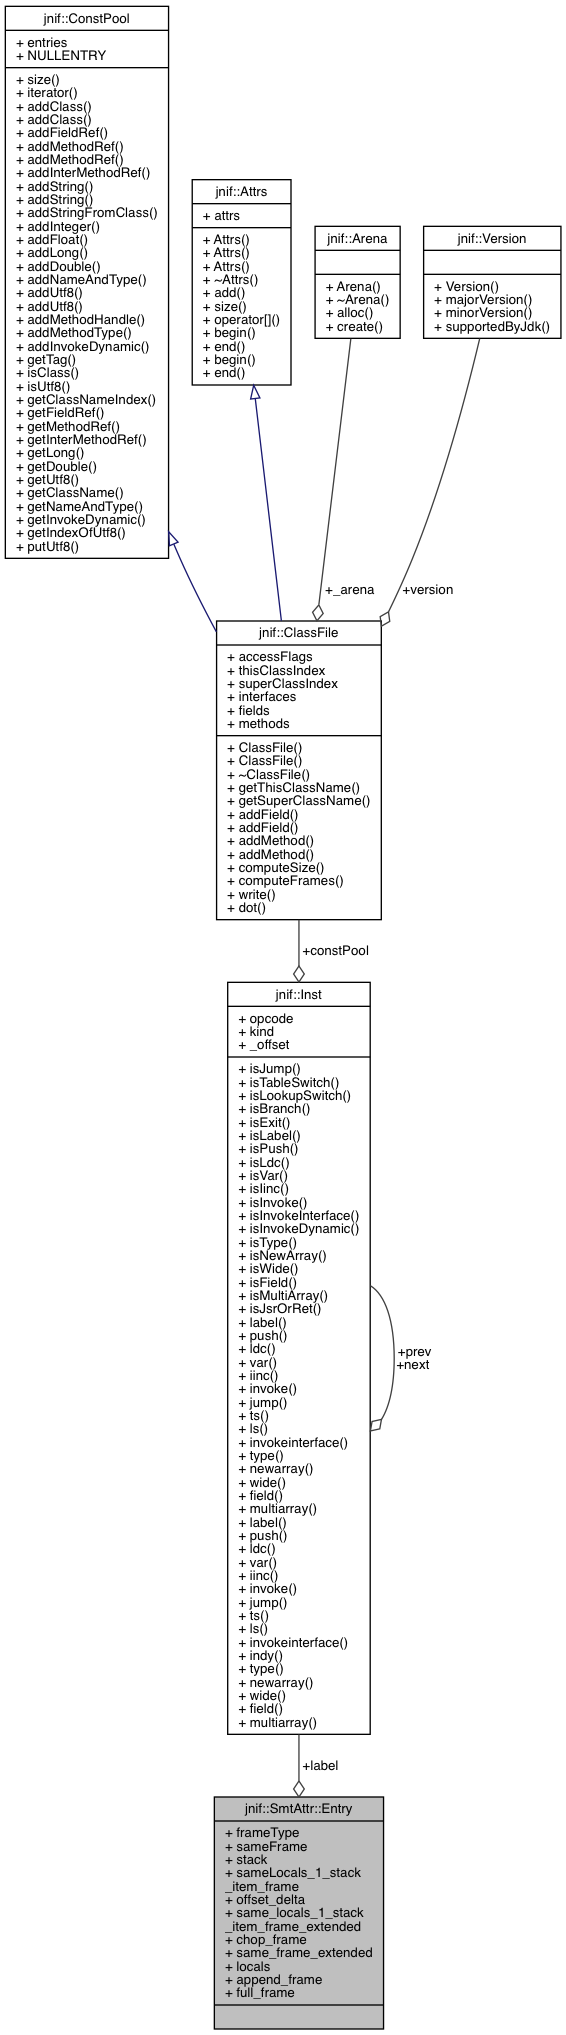 jnif::ConstPool
+ entries
+ NULLENTRY
+ size()
+ iterator()
+ addClass()
+ addClass()
+ addFieldRef()
+ addMethodRef()
+ addMethodRef()
+ addInterMethodRef()
+ addString()
+ addString()
+ addStringFromClass()
+ addInteger()
+ addFloat()
+ addLong()
+ addDouble()
+ addNameAndType()
+ addUtf8()
+ addUtf8()
+ addMethodHandle()
+ addMethodType()
+ addInvokeDynamic()
+ getTag()
+ isClass()
+ isUtf8()
+ getClassNameIndex()
+ getFieldRef()
+ getMethodRef()
+ getInterMethodRef()
+ getLong()
+ getDouble()
+ getUtf8()
+ getClassName()
+ getNameAndType()
+ getInvokeDynamic()
+ getIndexOfUtf8()
+ putUtf8()
jnif::Attrs
+ attrs
+ Attrs()
+ Attrs()
+ Attrs()
+ ~Attrs()
+ add()
+ size()
+ operator[]()
+ begin()
+ end()
+ begin()
+ end()
jnif::Arena
+ Arena()
+ ~Arena()
+ alloc()
+ create()
jnif::Version
+ Version()
+ majorVersion()
+ minorVersion()
+ supportedByJdk()
+_arena
+version
jnif::ClassFile
+ accessFlags
+ thisClassIndex
+ superClassIndex
+ interfaces
+ fields
+ methods
+ ClassFile()
+ ClassFile()
+ ~ClassFile()
+ getThisClassName()
+ getSuperClassName()
+ addField()
+ addField()
+ addMethod()
+ addMethod()
+ computeSize()
+ computeFrames()
+ write()
+ dot()
+constPool
jnif::Inst
+ opcode
+ kind
+ _offset
+ isJump()
+ isTableSwitch()
+ isLookupSwitch()
+ isBranch()
+ isExit()
+ isLabel()
+ isPush()
+ isLdc()
+ isVar()
+ isIinc()
+ isInvoke()
+ isInvokeInterface()
+ isInvokeDynamic()
+ isType()
+ isNewArray()
+ isWide()
+ isField()
+ isMultiArray()
+ isJsrOrRet()
+ label()
+ push()
+ ldc()
+ var()
+ iinc()
+ invoke()
+ jump()
+ ts()
+ ls()
+ invokeinterface()
+ type()
+ newarray()
+ wide()
+ field()
+ multiarray()
+ label()
+ push()
+ ldc()
+ var()
+ iinc()
+ invoke()
+ jump()
+ ts()
+ ls()
+ invokeinterface()
+ indy()
+ type()
+ newarray()
+ wide()
+ field()
+ multiarray()
+prev
+next
+label
jnif::SmtAttr::Entry
+ frameType
+ sameFrame
+ stack
+ sameLocals_1_stack
_item_frame
+ offset_delta
+ same_locals_1_stack
_item_frame_extended
+ chop_frame
+ same_frame_extended
+ locals
+ append_frame
+ full_frame